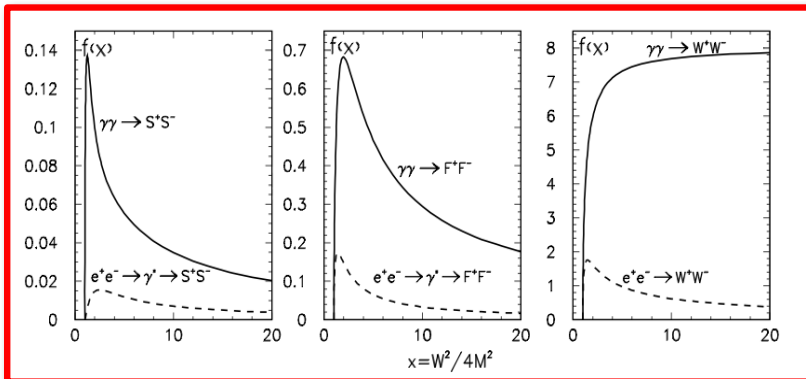 f(x)
0.14
0.12
0.1
0.08
0.06
0.04
0.02
0
γγ→S⁺S⁻
e⁺e⁻→γ*→S⁺S⁻
0 10 20
f(x)
0.7
0.6
0.5
0.4
0.3
0.2
0.1
0
γγ→F⁺F⁻
e⁺e⁻→γ*→F⁺F⁻
0 10 20
f(x)
8
7
6
5
4
3
2
1
0
γγ→W⁺W⁻
e⁺e⁻→W⁺W⁻
0 10 20
x=W²/4M²